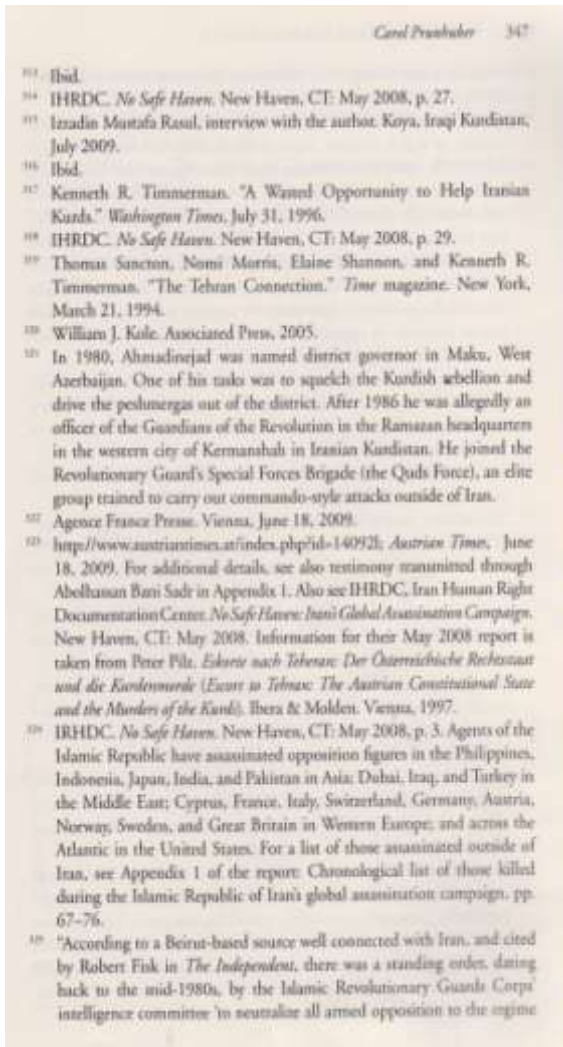 Carol Prunhuber 347
313 Ibid.
314 IHRDC. No Safe Haven. New Haven, CT: May 2008, p. 27.
315 Izzadin Mustafa Rasul, interview with the author. Koya, Iraqi Kurdistan,
July 2009.
316 Ibid.
317 Kenneth R. Timmerman. "A Wasted Opportunity to Help Iranian
Kurds." Washington Times, July 31, 1996.
318 IHRDC. No Safe Haven. New Haven, CT: May 2008, p. 29.
319 Thomas Sancton, Nomi Morris, Elaine Shannon, and Kenneth R.
Timmerman. "The Tehran Connection." Time magazine. New York,
March 21, 1994.
320 William J. Kole. Associated Press, 2005.
321 In 1980, Ahmadinejad was named district governor in Maku, West
Azerbaijan. One of his tasks was to squelch the Kurdish rebellion and
drive the peshmergas out of the district. After 1986 he was allegedly an
officer of the Guardians of the Revolution in the Ramazan headquarters
in the western city of Kermanshah in Iranian Kurdistan. He joined the
Revolutionary Guard's Special Forces Brigade (the Quds Force), an elite
group trained to carry out commando-style attacks outside of Iran.
322 Agence France Presse. Vienna, June 18, 2009.
323 http://www.austriantimes.at/index.php?id=14092l; Austrian Times, June
18, 2009. For additional details, see also testimony transmitted through
Abolhassan Bani Sadr in Appendix 1. Also see IHRDC, Iran Human Right
Documentation Center. No Safe Haven: Iran's Global Assassination Campaign.
New Haven, CT: May 2008. Information for their May 2008 report is
taken from Peter Pilz. Eskorte nach Teheran: Der Österreichische Rechtsstaat
und die Kurdenmorde (Escort to Tehran: The Austrian Constitutional State
and the Murders of the Kurds). Ibera & Molden. Vienna, 1997.
324 IRHDC. No Safe Haven. New Haven, CT: May 2008, p. 3. Agents of the
Islamic Republic have assassinated opposition figures in the Philippines,
Indonesia, Japan, India, and Pakistan in Asia; Dubai, Iraq, and Turkey in
the Middle East; Cyprus, France, Italy, Switzerland, Germany, Austria,
Norway, Sweden, and Great Britain in Western Europe; and across the
Atlantic in the United States. For a list of those assassinated outside of
Iran, see Appendix 1 of the report: Chronological list of those killed
during the Islamic Republic of Iran's global assassination campaign, pp.
67–76.
325 "According to a Beirut-based source well connected with Iran, and cited
by Robert Fisk in The Independent, there was a standing order, dating
back to the mid-1980s, by the Islamic Revolutionary Guards Corps'
intelligence committee 'to neutralize all armed opposition to the regime